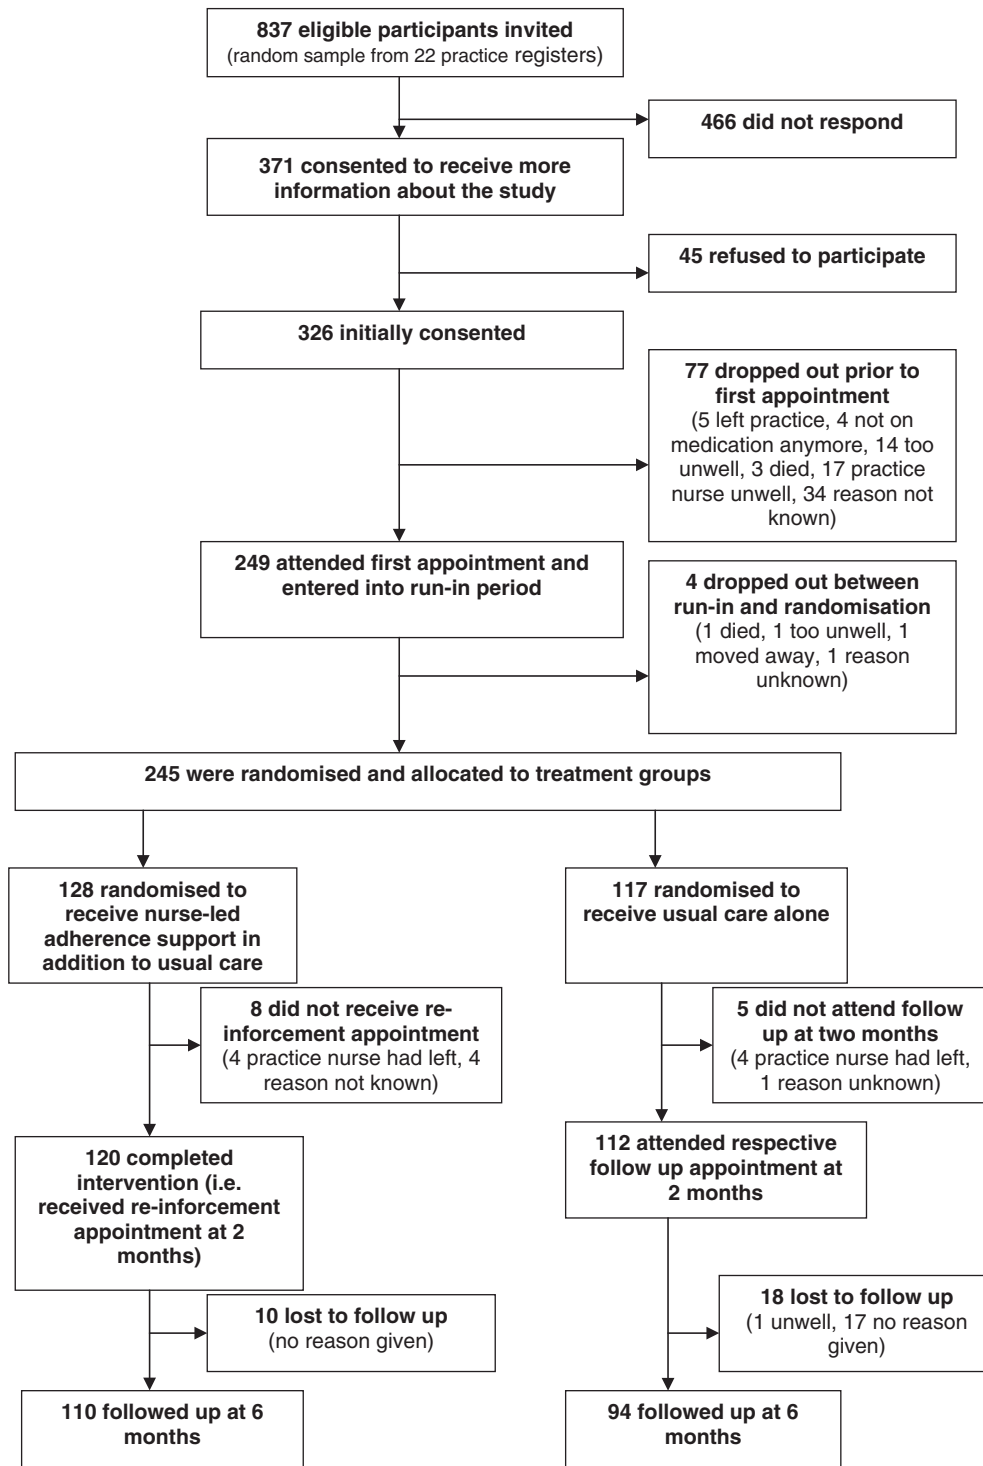 837 eligible participants invited
(random sample from 22 practice registers)
466 did not respond
371 consented to receive more
information about the study
45 refused to participate
326 initially consented
77 dropped out prior to
first appointment
(5 left practice, 4 not on
medication anymore, 14 too
unwell, 3 died, 17 practice
nurse unwell, 34 reason not
known)
249 attended first appointment and
entered into run-in period
4 dropped out between
run-in and randomisation
(1 died, 1 too unwell, 1
moved away, 1 reason
unknown)
245 were randomised and allocated to treatment groups
128 randomised to
receive nurse-led
adherence support in
addition to usual care
117 randomised to
receive usual care alone
8 did not receive re-
inforcement appointment
(4 practice nurse had left, 4
reason not known)
5 did not attend follow
up at two months
(4 practice nurse had left,
1 reason unknown)
120 completed
intervention (i.e.
received re-inforcement
appointment at 2
months)
112 attended respective
follow up appointment at
2 months
10 lost to follow up
(no reason given)
18 lost to follow up
(1 unwell, 17 no reason
given)
110 followed up at 6
months
94 followed up at 6
months